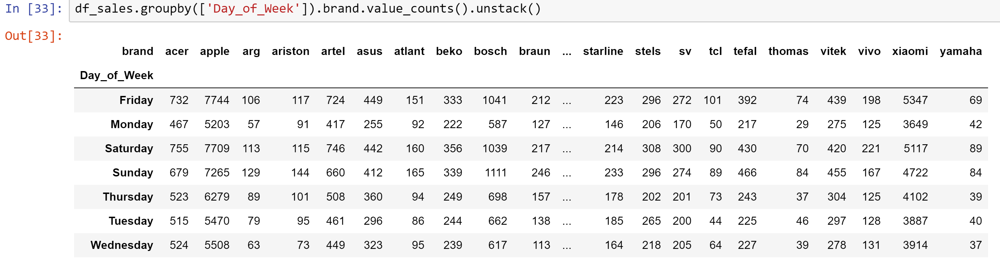 In [33]: df_sales.groupby(['Day_of_Week']).brand.value_counts().unstack()
Out[33]:
brand acer apple arg ariston artel asus atlant beko bosch braun ... starline stels sv tcl tefal thomas vitek vivo xiaomi yamaha
Day_of_Week
Friday 732 7744 106 117 724 449 151 333 1041 212 ... 223 296 272 101 392 74 439 198 5347 69
Monday 467 5203 57 91 417 255 92 222 587 127 ... 146 206 170 50 217 29 275 125 3649 42
Saturday 755 7709 113 115 746 442 160 356 1039 217 ... 214 308 300 90 430 70 420 221 5117 89
Sunday 679 7265 129 144 660 412 165 339 1111 246 ... 233 296 274 89 466 84 455 167 4722 84
Thursday 523 6279 89 101 508 360 94 249 698 157 ... 178 202 201 73 243 37 304 125 4102 39
Tuesday 515 5470 79 95 461 296 86 244 662 138 ... 185 265 200 44 225 46 297 128 3887 40
Wednesday 524 5508 63 73 449 323 95 239 617 113 ... 164 218 205 64 227 39 278 131 3914 37